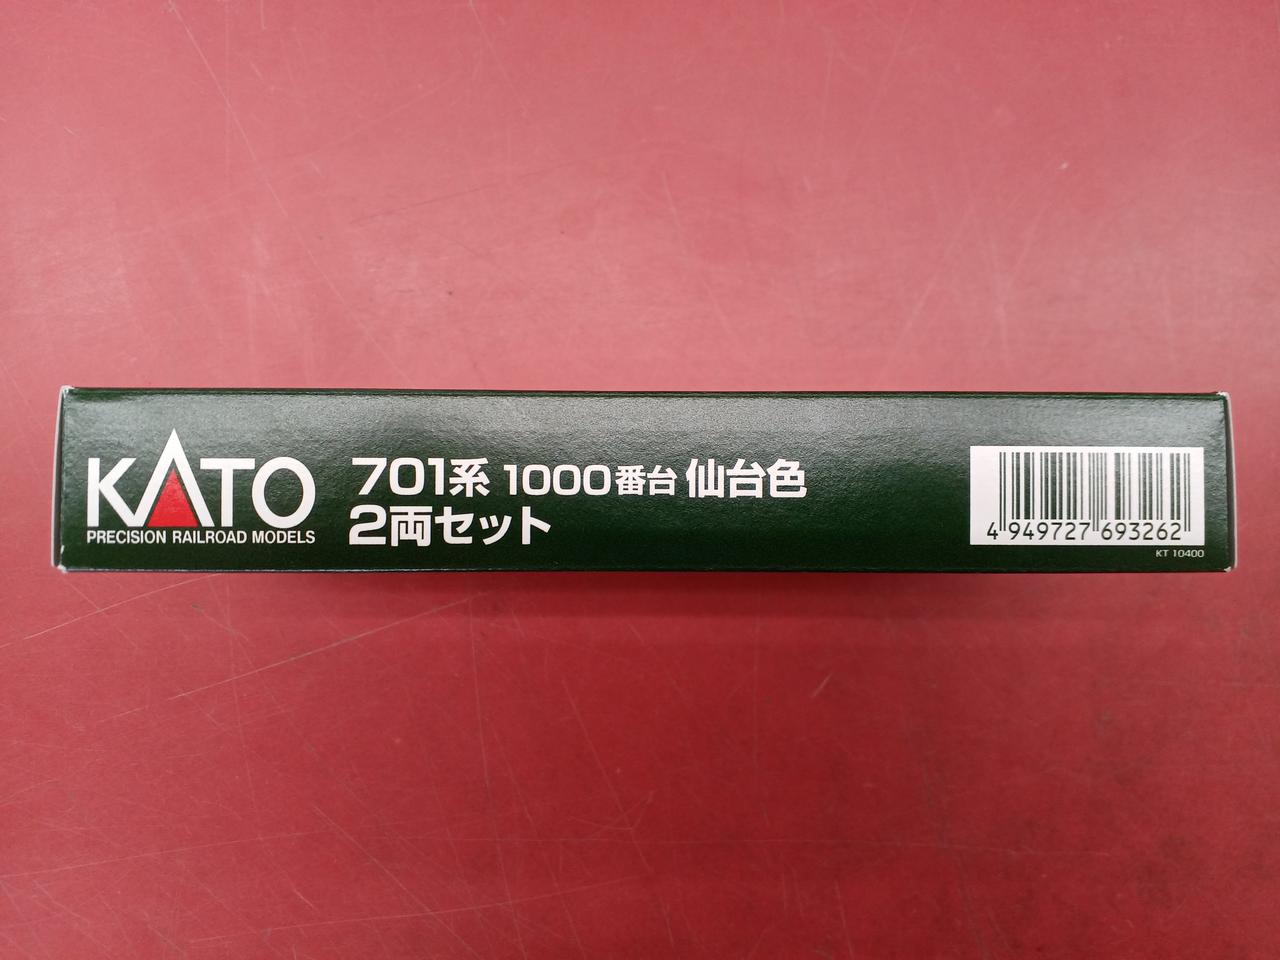 KATO
PRECISION RAILROAD MODELS
701系 1000番台 仙台色
2両セット
4 949727 693262
KT 10400